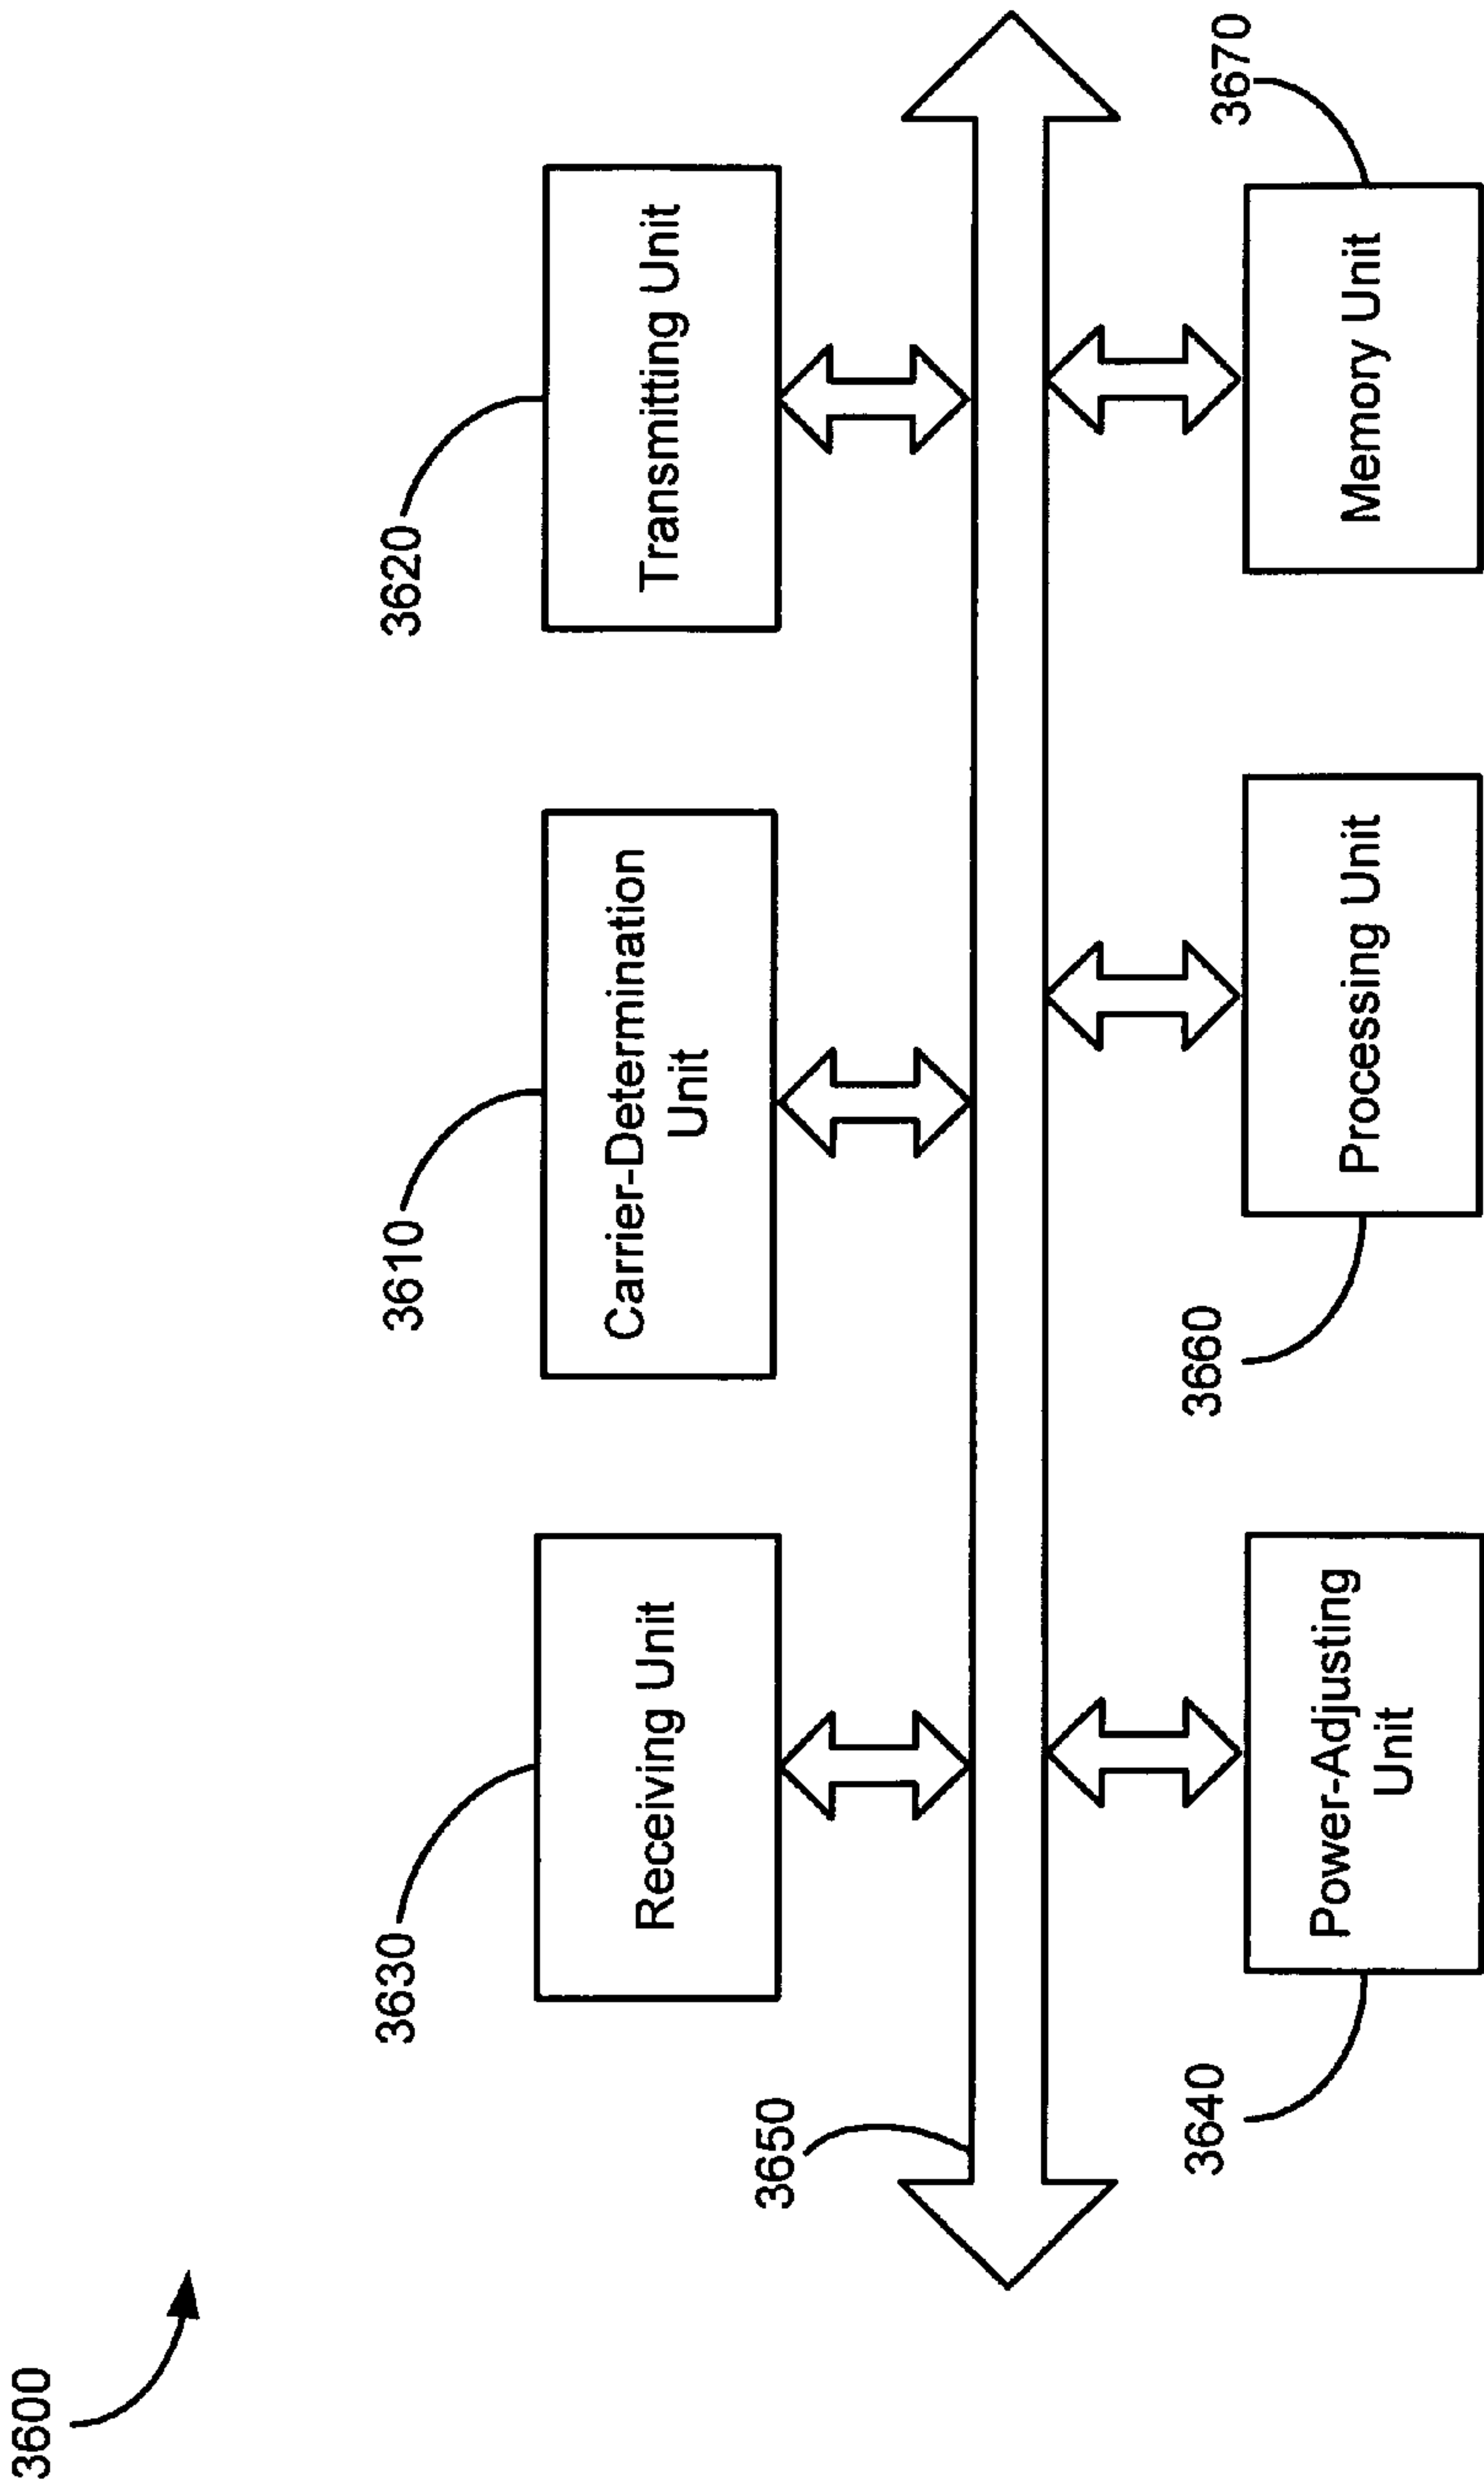 3600
3630
3610
3620
Receiving Unit
Carrier-Determination
Unit
Transmitting Unit
3650
3640
Power-Adjusting
Unit
3660
Processing Unit
3670
Memory Unit